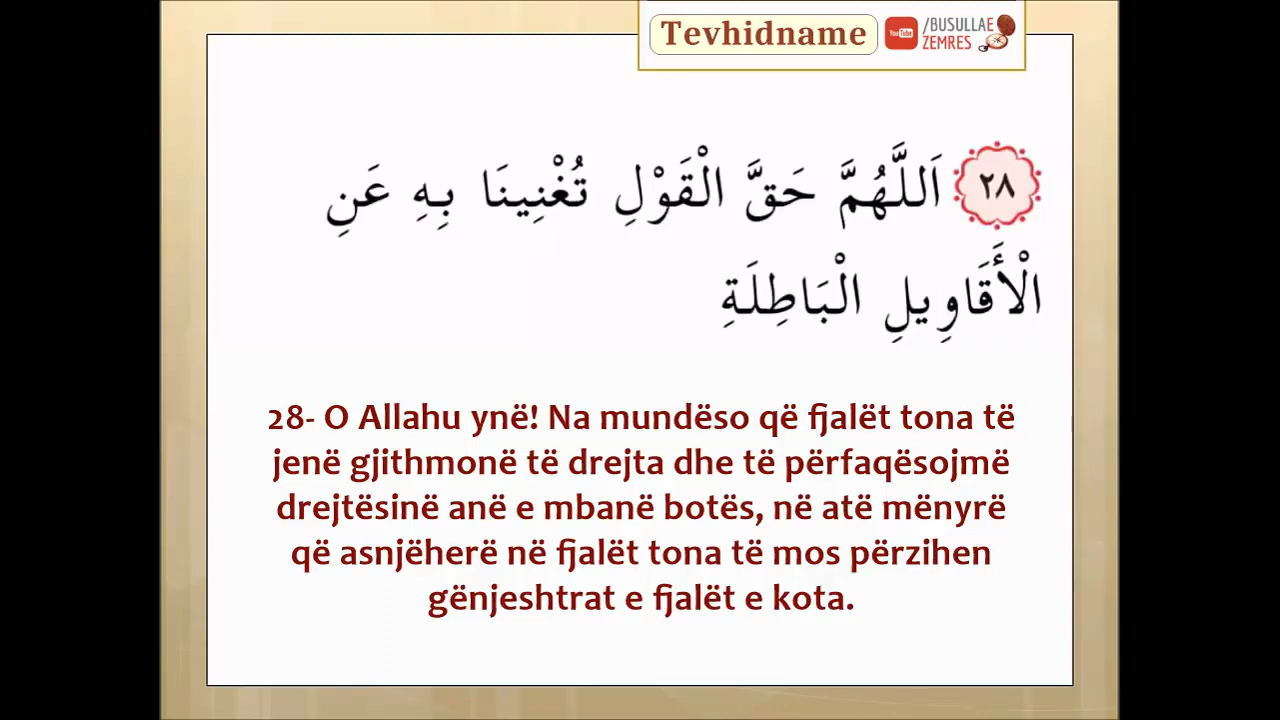 Tevhidname
You Tube /BUSULLAE
ZEMRES
٢٨ اَللَّهُمَّ حَقَّ الْقَوْلِ تُغْنِينَا بِهِ عَنِ
الْأَقَاوِيلِ الْبَاطِلَةِ
28- O Allahu ynë! Na mundëso që fjalët tona të
jenë gjithmonë të drejta dhe të përfaqësojmë
drejtësinë anë e mbanë botës, në atë mënyrë
që asnjëherë në fjalët tona të mos përzihen
gënjeshtrat e fjalët e kota.